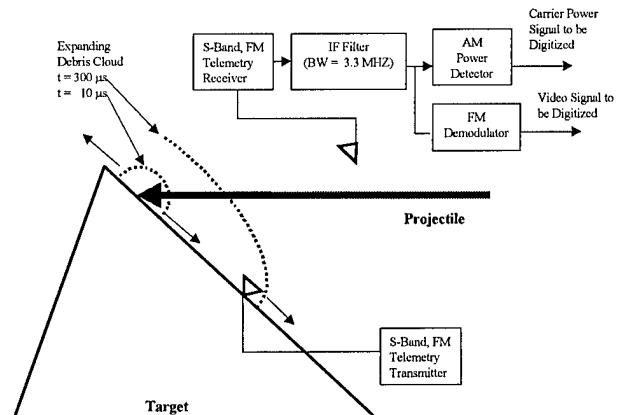 Expanding
Debris Cloud
t = 300 µs
t = 10 µs
S-Band, FM
Telemetry
Receiver
IF Filter
(BW = 3.3 MHZ)
AM
Power
Detector
Carrier Power
Signal to be
Digitized
FM
Demodulator
Video Signal to
be Digitized
Projectile
S-Band, FM
Telemetry
Transmitter
Target